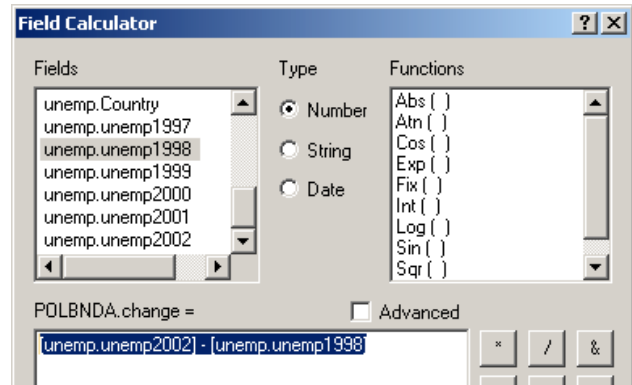 Field Calculator ? X
Fields Type Functions
unemp.Country
unemp.unemp1997
unemp.unemp1998
unemp.unemp1999
unemp.unemp2000
unemp.unemp2001
unemp.unemp2002
Number
String
Date
Abs ( )
Atn ( )
Cos ( )
Exp ( )
Fix ( )
Int ( )
Log ( )
Sin ( )
Sqr ( )
POLBNDA.change = Advanced
[unemp.unemp2002] - [unemp.unemp1998]
* / &